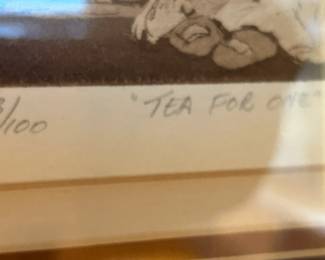 /100 "TEA FOR ONE"